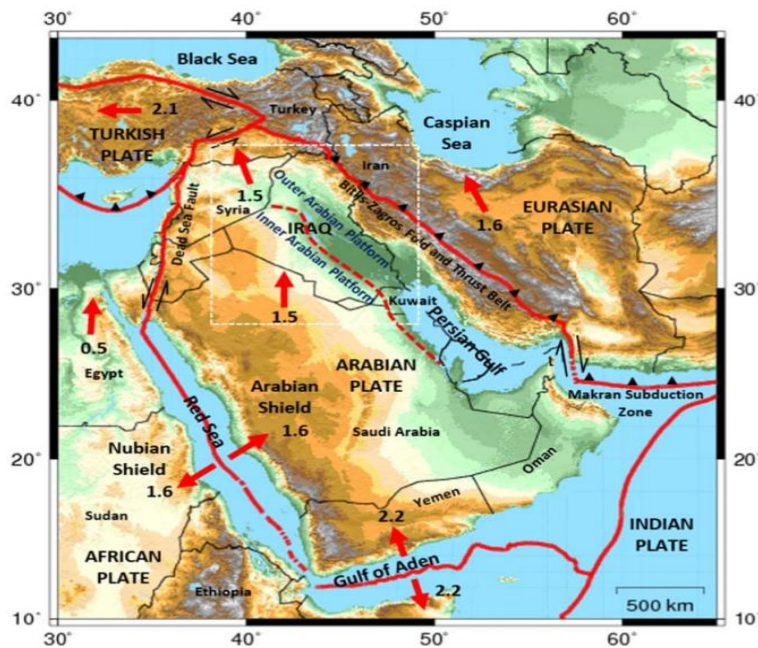 30
40
50
60
Black Sea
40
40
Turkey
2.1
TURKISH
PLATE
Caspian
Sea
Iran
1.5
Syria
Dead Sea Fault
Outer Arabian Platform
Inner Arabian Platform
IRAQ
Bitlis-Zagros, Fold and Thrust Belt
1.6
EURASIAN
PLATE
30
30
Kuwait
1.5
0.5
Egypt
Persian Gulf
ARABIAN
PLATE
Makran Subduction
Zone
Arabian
Shield
1.6
Red Sea
Saudi Arabia
Oman
Nubian
Shield
1.6
20
20
Yemen
Sudan
2.2
INDIAN
PLATE
AFRICAN
PLATE
Gulf of Aden
2.2
Ethiopia
500 km
10
10
30
40
50
60